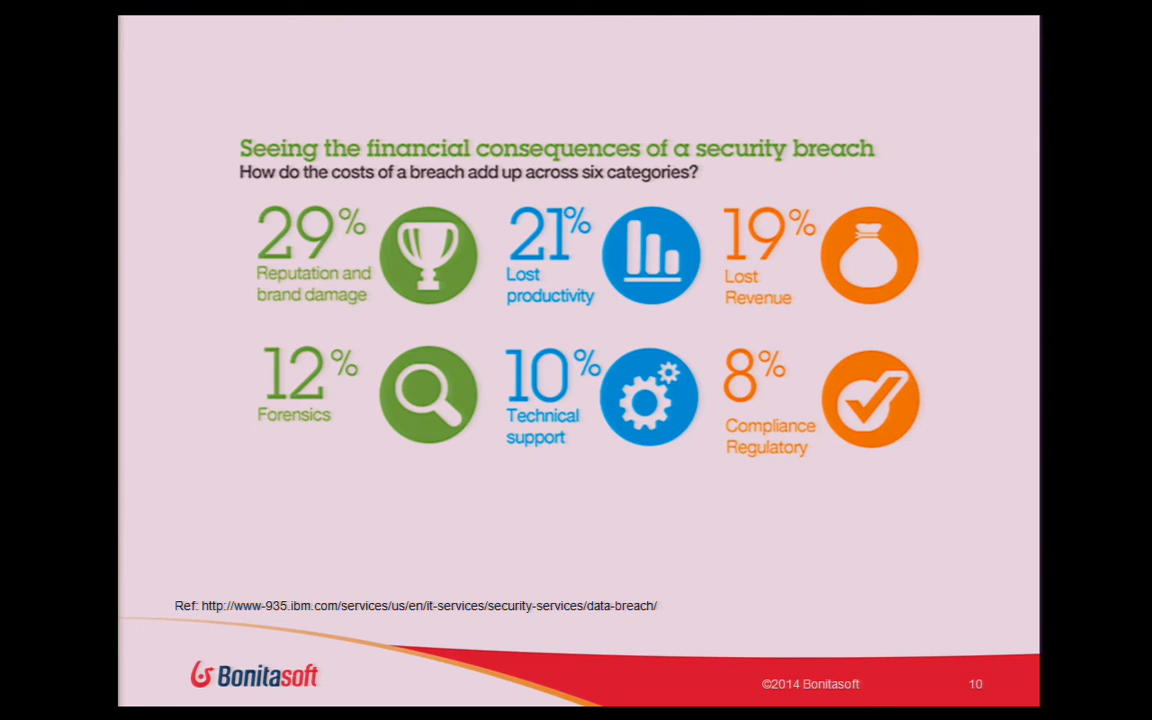 Seeing the financial consequences of a security breach
How do the costs of a breach add up across six categories?
29%
Reputation and
brand damage
21%
Lost
productivity
19%
Lost
Revenue
12%
Forensics
10%
Technical
support
8%
Compliance
Regulatory
Ref: http://www-935.ibm.com/services/us/en/it-services/security-services/data-breach/
Bonitasoft
©2014 Bonitasoft
10